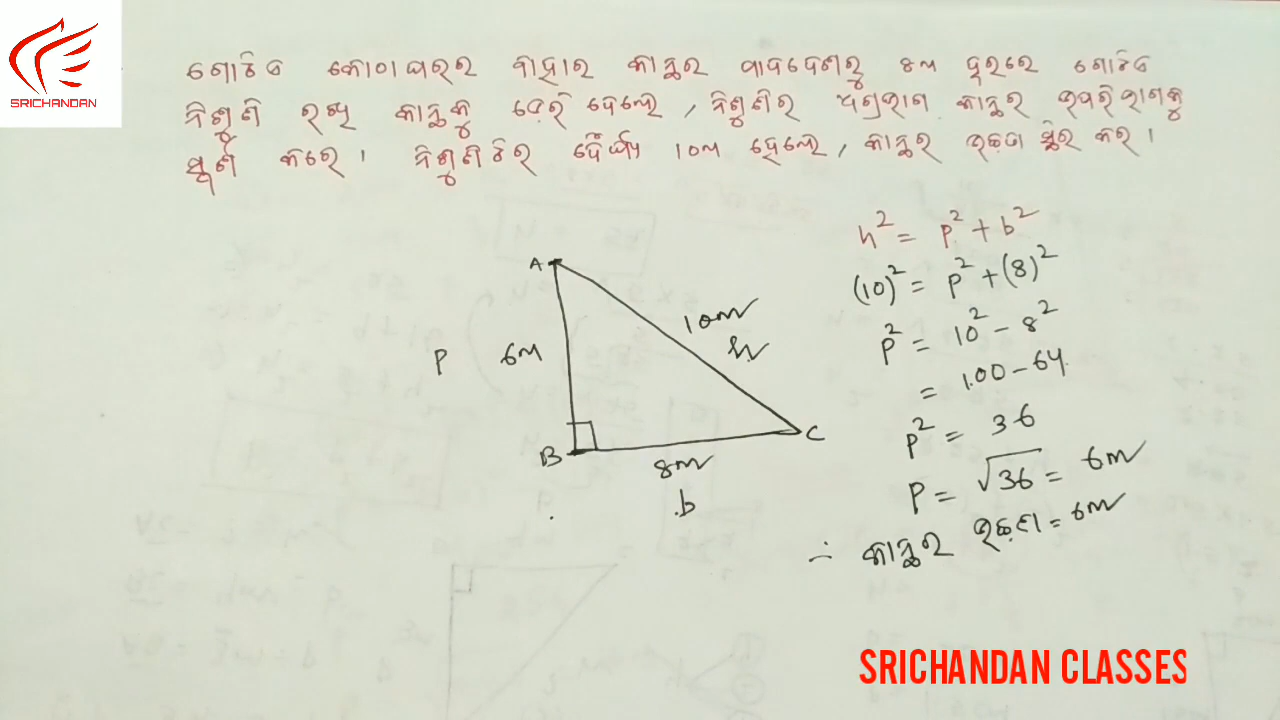 SRICHANDAN
ଗୋଟିଏ କୋଠାଘରର ବାହାର କାନ୍ଥର ପାଦଦେଶରୁ 8m ଦୂରରେ ଗୋଟିଏ
ନିଶୁଣି ରଖି କାନ୍ଥକୁ ଡେରି ଦେଲେ, ନିଶୁଣିର ଅଗ୍ରଭାଗ କାନ୍ଥର ଉପରିଭାଗକୁ
ସ୍ପର୍ଶ କରେ । ନିଶୁଣିଟିର ଦୈର୍ଘ୍ୟ 10m ହେଲେ, କାନ୍ଥର ଉଚ୍ଚତା ସ୍ଥିର କର ।
A
10m
h
P 6m
B
C
8m
b
h² = p² + b²
(10)² = p² + (8)²
p² = 10² - 8²
= 100 - 64
p² = 36
P = √36 = 6m
∴ କାନ୍ଥର ଉଚ୍ଚତା = 6m
SRICHANDAN CLASSES